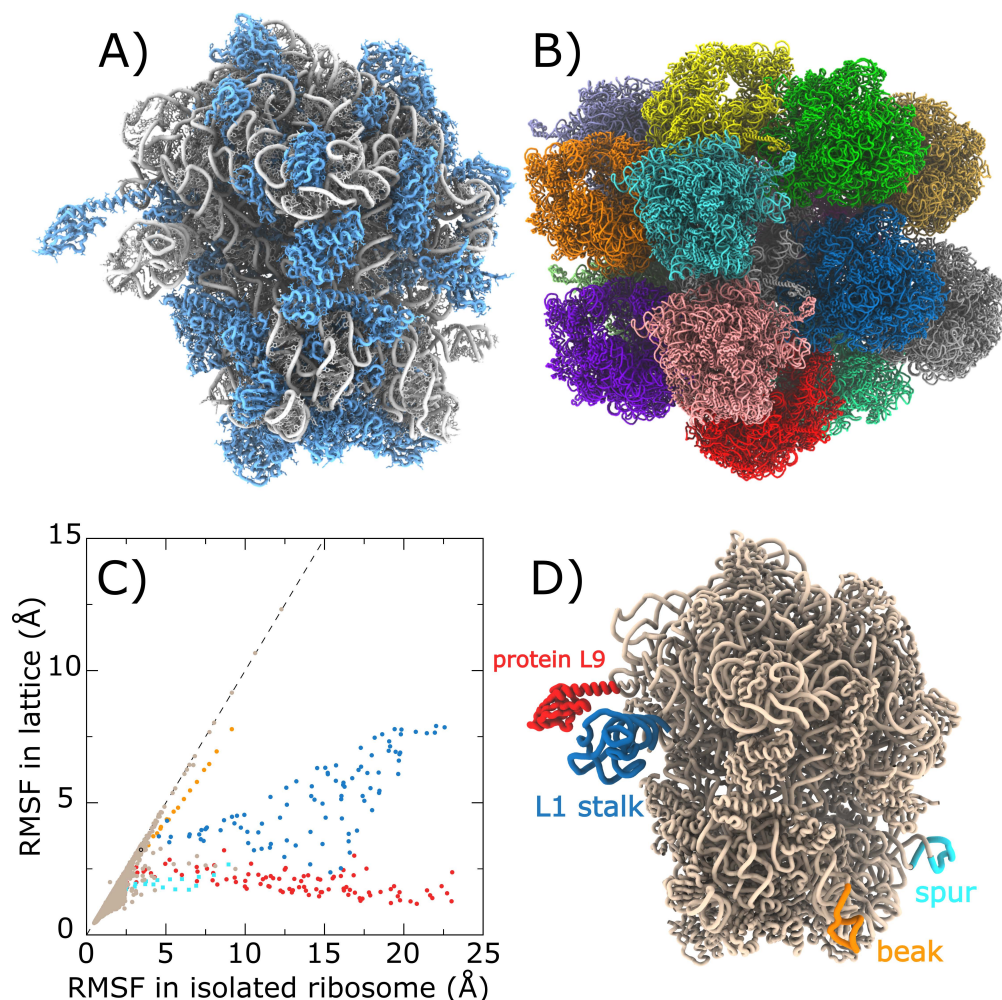 A)
B)
C)
15
10
5
0
0
5
10
15
20
25
RMSF in lattice (Å)
RMSF in isolated ribosome (Å)
D)
protein L9
L1 stalk
spur
beak